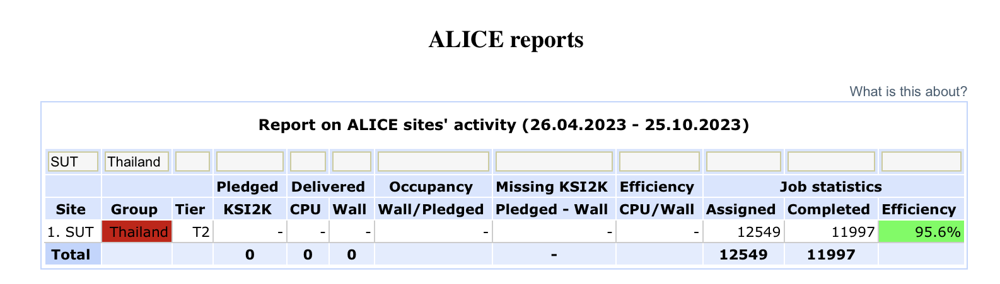 ALICE reports
What is this about?
Report on ALICE sites' activity (26.04.2023 - 25.10.2023)
SUT Thailand
Pledged Delivered Occupancy Missing KSI2K Efficiency Job statistics
Site Group Tier KSI2K CPU Wall Wall/Pledged Pledged - Wall CPU/Wall Assigned Completed Efficiency
1. SUT Thailand T2 - - - - - - 12549 11997 95.6%
Total 0 0 0 - 12549 11997